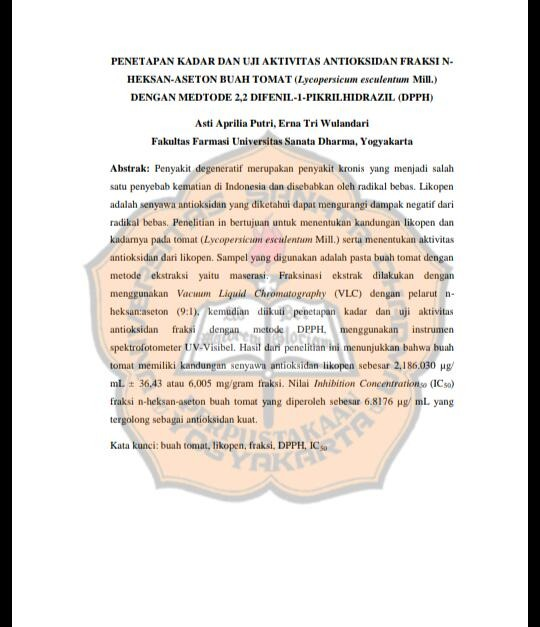 PENETAPAN KADAR DAN UJI AKTIVITAS ANTIOKSIDAN FRAKSI N-
HEKSAN-ASETON BUAH TOMAT (Lycopersicum esculentum Mill.)
DENGAN MEDTODE 2,2 DIFENIL-1-PIKRILHIDRAZIL (DPPH)
Asti Aprilia Putri, Erna Tri Wulandari
Fakultas Farmasi Universitas Sanata Dharma, Yogyakarta
Abstrak: Penyakit degeneratif merupakan penyakit kronis yang menjadi salah
satu penyebab kematian di Indonesia dan disebabkan oleh radikal bebas. Likopen
adalah senyawa antioksidan yang diketahui dapat mengurangi dampak negatif dari
radikal bebas. Penelitian in bertujuan untuk menentukan kandungan likopen dan
kadarnya pada tomat (Lycopersicum esculentum Mill.) serta menentukan aktivitas
antioksidan dari likopen. Sampel yang digunakan adalah pasta buah tomat dengan
metode ekstraksi yaitu maserasi. Fraksinasi ekstrak dilakukan dengan
menggunakan Vacuum Liquid Chromatography (VLC) dengan pelarut n-
heksan:aseton (9:1), kemudian diikuti penetapan kadar dan uji aktivitas
antioksidan fraksi dengan metode DPPH, menggunakan instrumen
spektrofotometer UV-Visibel. Hasil dari penelitian ini menunjukkan bahwa buah
tomat memiliki kandungan senyawa antioksidan likopen sebesar 2,186.030 µg/
mL ± 36,43 atau 6,005 mg/gram fraksi. Nilai Inhibition Concentration₅₀ (IC₅₀)
fraksi n-heksan-aseton buah tomat yang diperoleh sebesar 6.8176 µg/ mL yang
tergolong sebagai antioksidan kuat.
Kata kunci: buah tomat, likopen, fraksi, DPPH, IC₅₀
UNIVERSITAS SANATA DHARMA
PERPUSTAKAAN
YOGYAKARTA